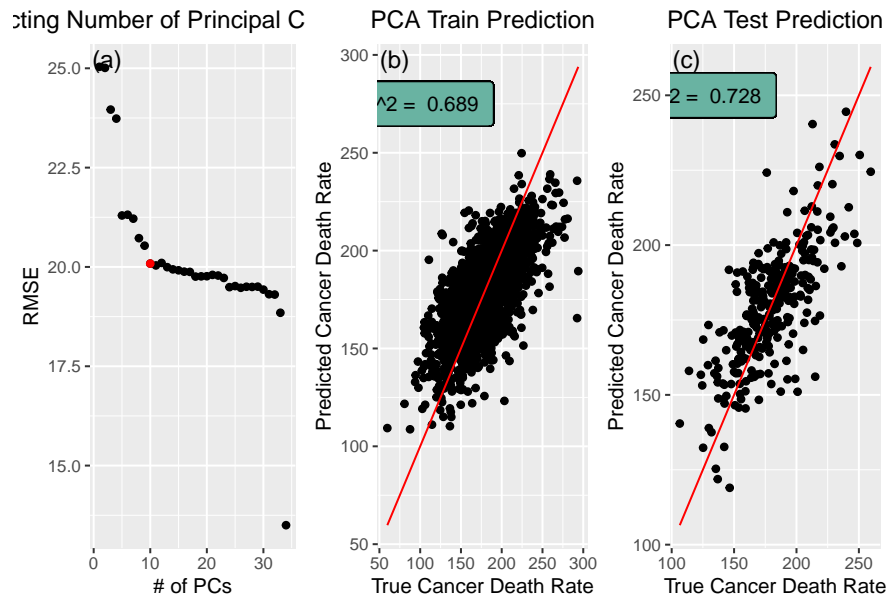 cting Number of Principal C
(a)
25.0
22.5
20.0
17.5
15.0
RMSE
0 10 20 30
# of PCs
PCA Train Prediction
(b)
^2 = 0.689
300
250
200
150
100
50
Predicted Cancer Death Rate
50 100 150 200 250 300
True Cancer Death Rate
PCA Test Prediction
(c)
2 = 0.728
250
200
150
100
Predicted Cancer Death Rate
100 150 200 250
True Cancer Death Rate